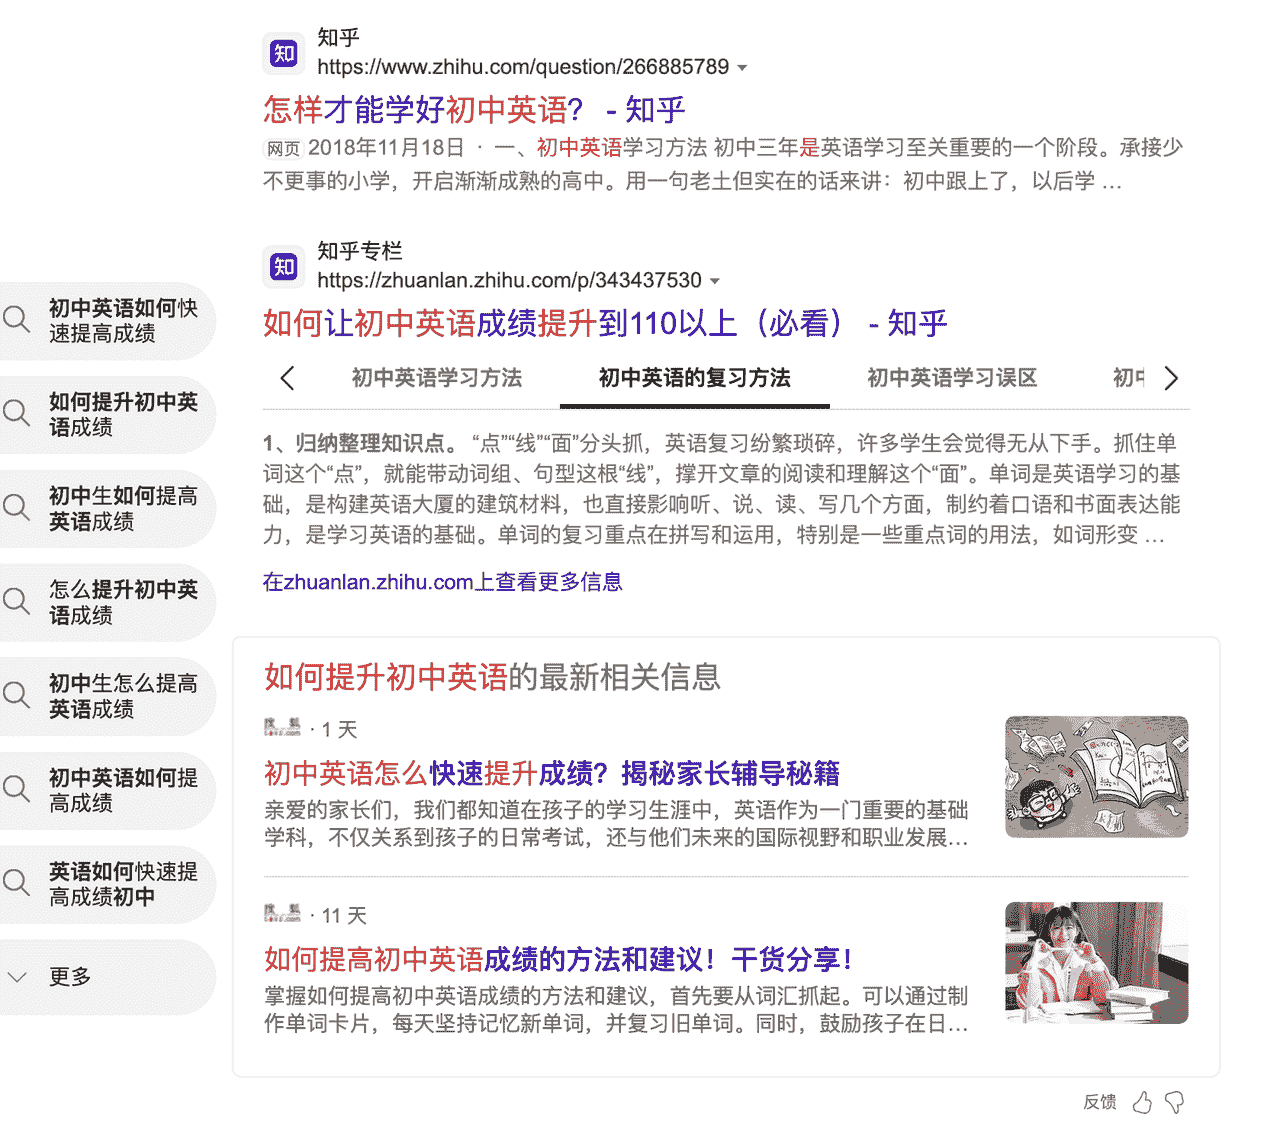 知乎
https://www.zhihu.com/question/266885789
怎样才能学好初中英语？ - 知乎
网页 2018年11月18日 · 一、初中英语学习方法 初中三年是英语学习至关重要的一个阶段。承接少
不更事的小学，开启渐渐成熟的高中。用一句老土但实在的话来讲：初中跟上了，以后学 …
知乎专栏
https://zhuanlan.zhihu.com/p/343437530
如何让初中英语成绩提升到110以上（必看） - 知乎
初中英语学习方法 初中英语的复习方法 初中英语学习误区 初中
1、归纳整理知识点。 “点”“线”“面”分头抓，英语复习纷繁琐碎，许多学生会觉得无从下手。抓住单
词这个“点”，就能带动词组、句型这根“线”，撑开文章的阅读和理解这个“面”。单词是英语学习的基
础，是构建英语大厦的建筑材料，也直接影响听、说、读、写几个方面，制约着口语和书面表达能
力，是学习英语的基础。单词的复习重点在拼写和运用，特别是一些重点词的用法，如词形变 …
在zhuanlan.zhihu.com上查看更多信息
如何提升初中英语的最新相关信息
· 1 天
初中英语怎么快速提升成绩？揭秘家长辅导秘籍
亲爱的家长们，我们都知道在孩子的学习生涯中，英语作为一门重要的基础
学科，不仅关系到孩子的日常考试，还与他们未来的国际视野和职业发展…
· 11 天
如何提高初中英语成绩的方法和建议！干货分享！
掌握如何提高初中英语成绩的方法和建议，首先要从词汇抓起。可以通过制
作单词卡片，每天坚持记忆新单词，并复习旧单词。同时，鼓励孩子在日…
反馈
初中英语如何快
速提高成绩
如何提升初中英
语成绩
初中生如何提高
英语成绩
怎么提升初中英
语成绩
初中生怎么提高
英语成绩
初中英语如何提
高成绩
英语如何快速提
高成绩初中
更多